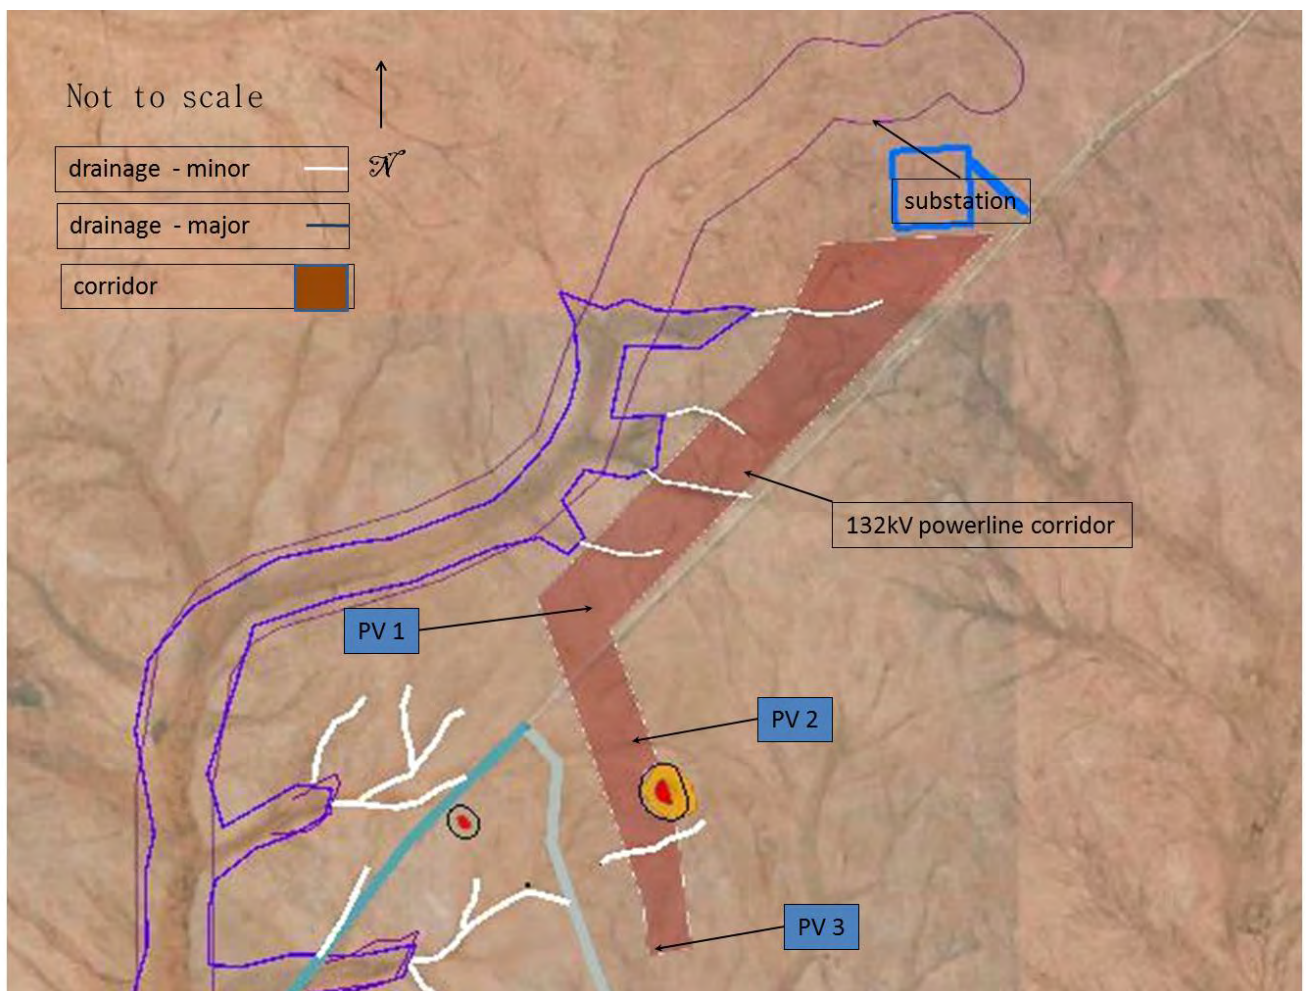 Not to scale
N
drainage - minor
drainage - major
corridor
substation
132kV powerline corridor
PV 1
PV 2
PV 3